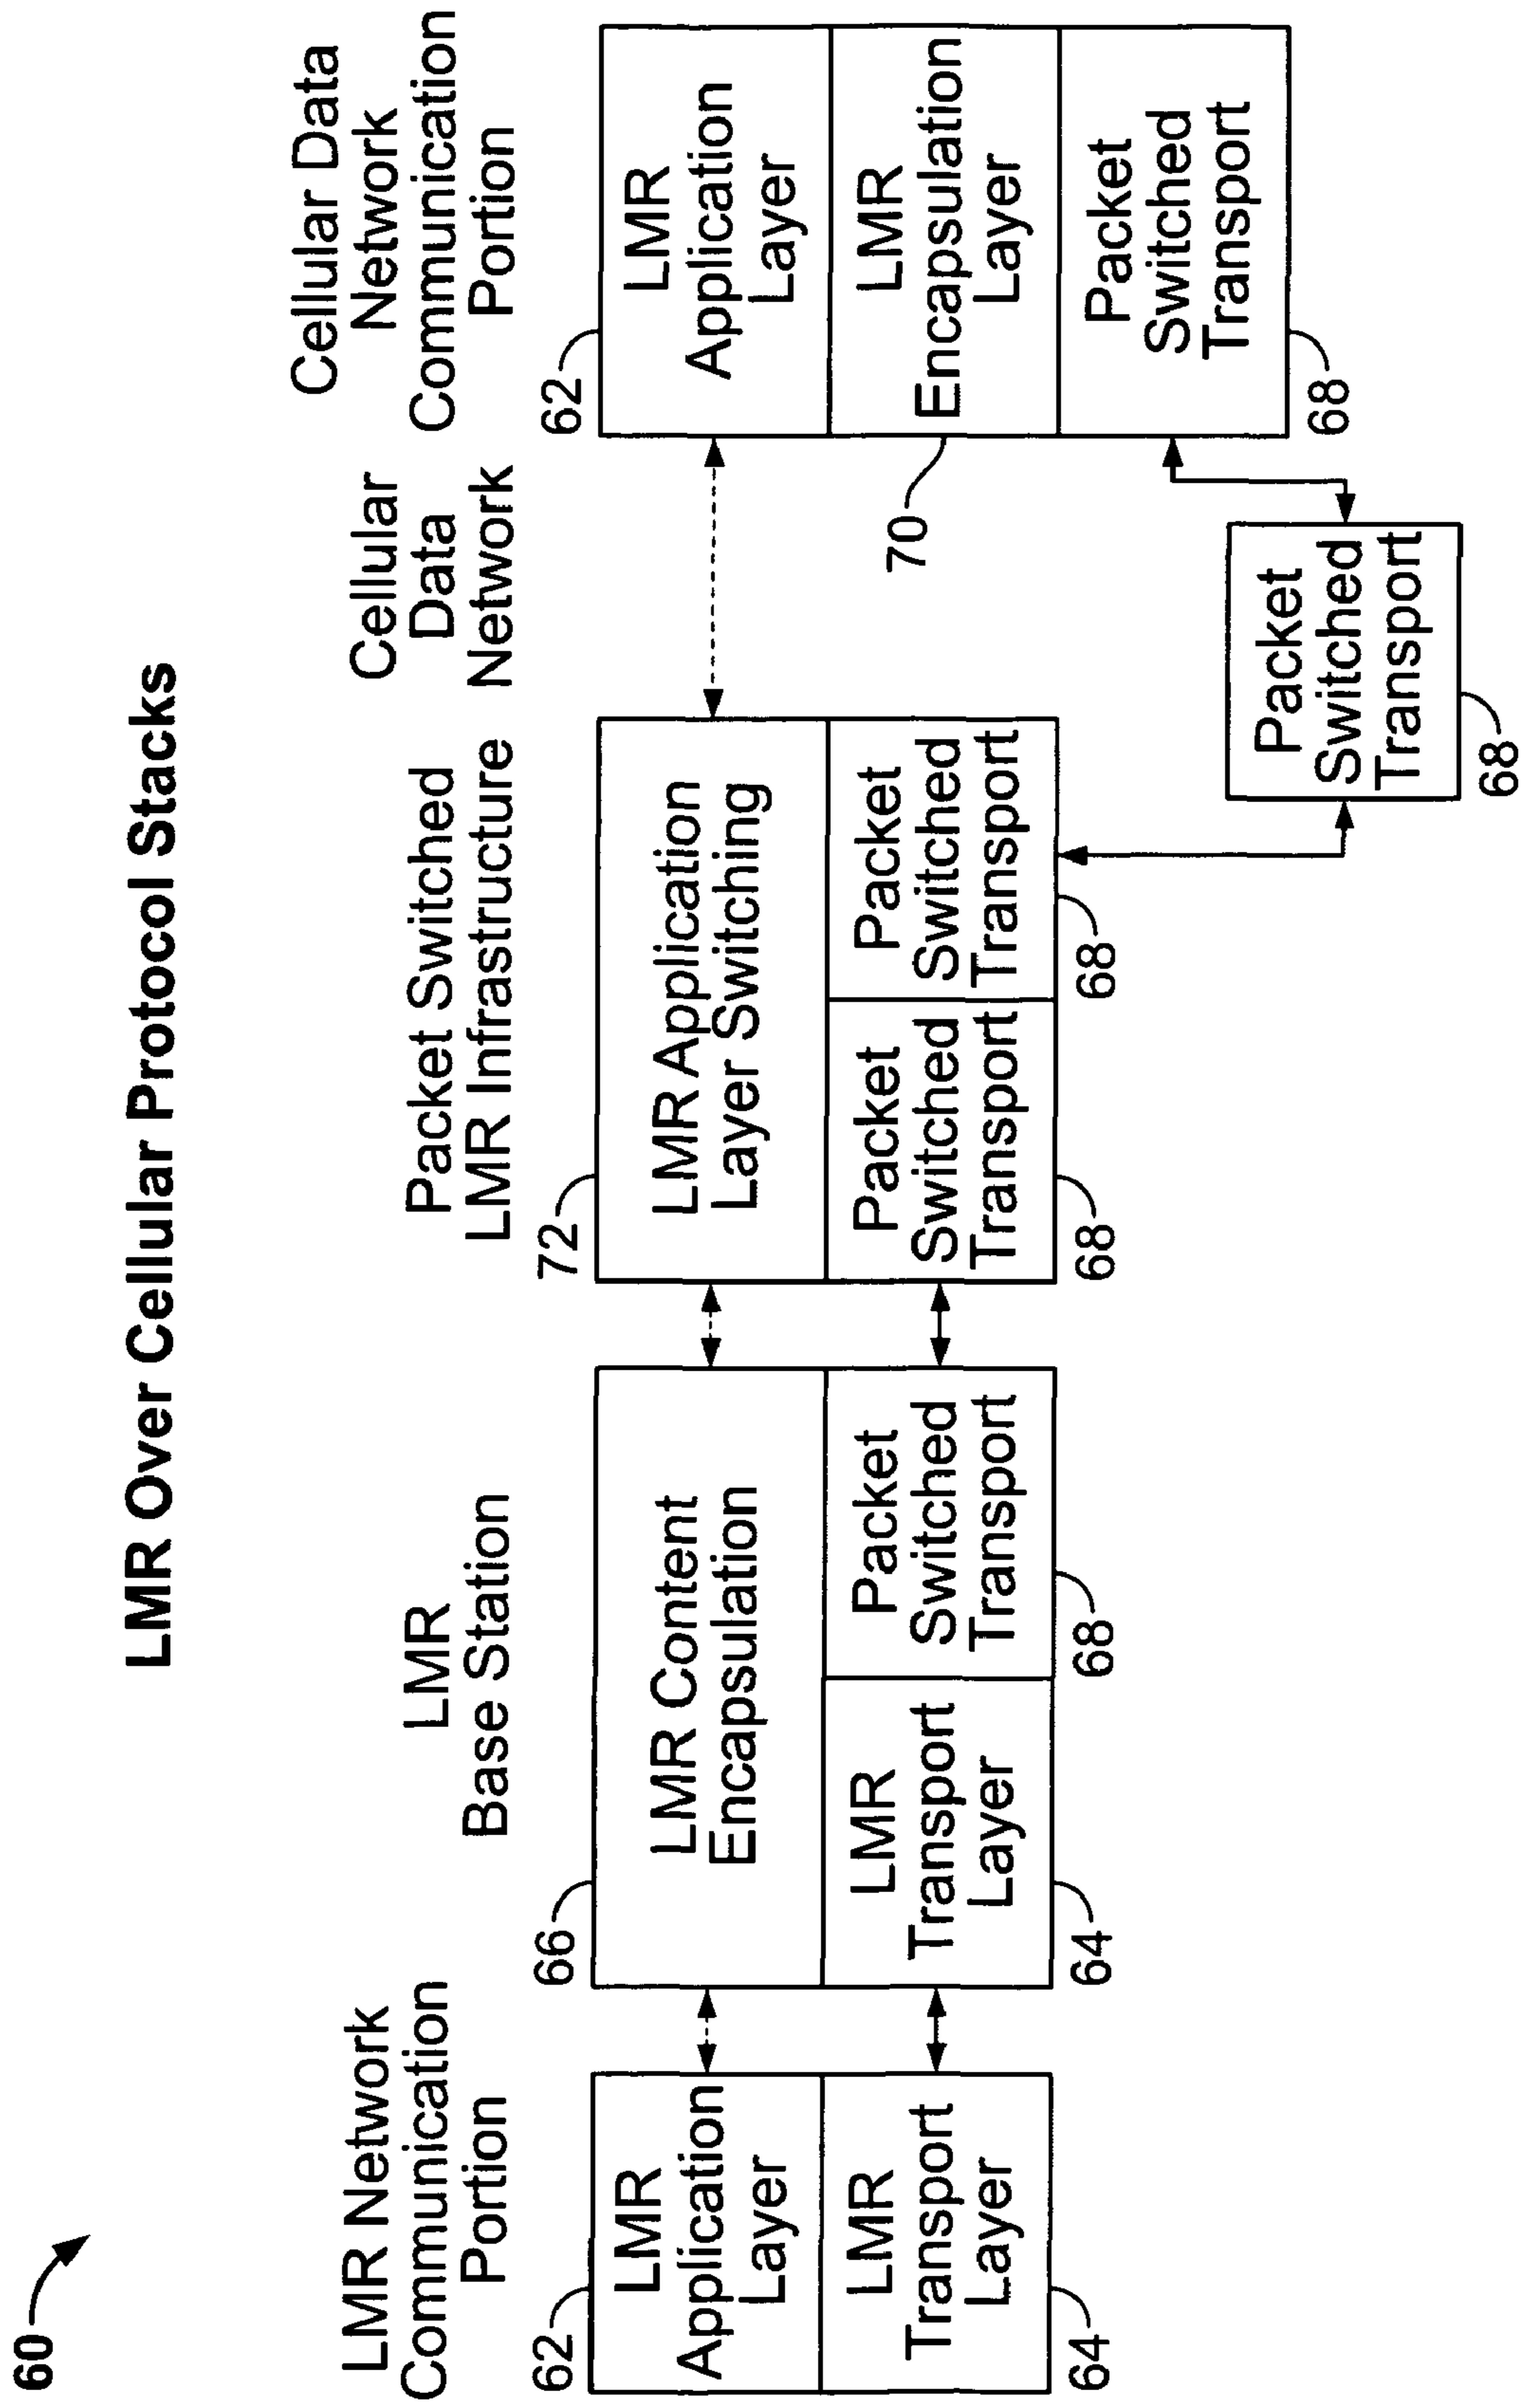 60
LMR Over Cellular Protocol Stacks
LMR Network
Communication
Portion
LMR
Base Station
Packet Switched
LMR Infrastructure
Cellular
Data
Network
Cellular Data
Network
Communication
Portion
62
LMR
Application
Layer
LMR
Transport
Layer
64
66
LMR Content
Encapsulation
LMR
Transport
Layer
64
Packet
Switched
Transport
68
72
LMR Application
Layer Switching
Packet
Switched
Transport
68
Packet
Switched
Transport
68
Packet
Switched
Transport
68
62
LMR
Application
Layer
70
LMR
Encapsulation
Layer
Packet
Switched
Transport
68